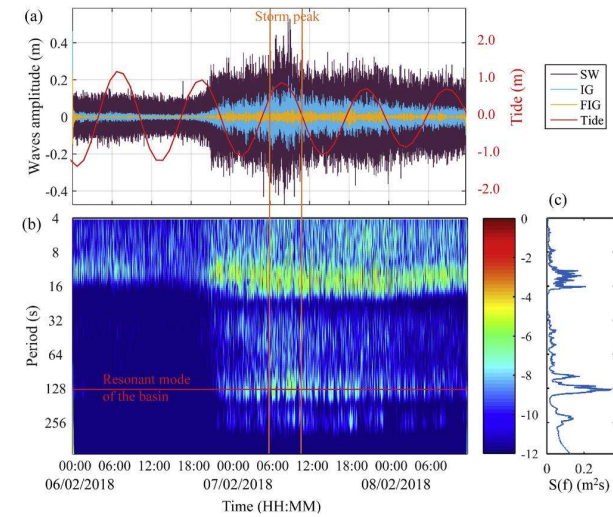 (a)
Storm peak
Waves amplitude (m)
0.4
0.2
0
-0.2
-0.4
2.0
1.0
0.0
-1.0
-2.0
Tide (m)
SW
IG
FIG
Tide
(b)
Period (s)
4
8
16
32
64
128
256
Resonant mode
of the basin
0
-2
-4
-6
-8
-10
-12
(c)
0
0.2
S(f) (m²s)
00:00 06:00 12:00 18:00 00:00 06:00 12:00 18:00 00:00 06:00
06/02/2018 07/02/2018 08/02/2018
Time (HH:MM)